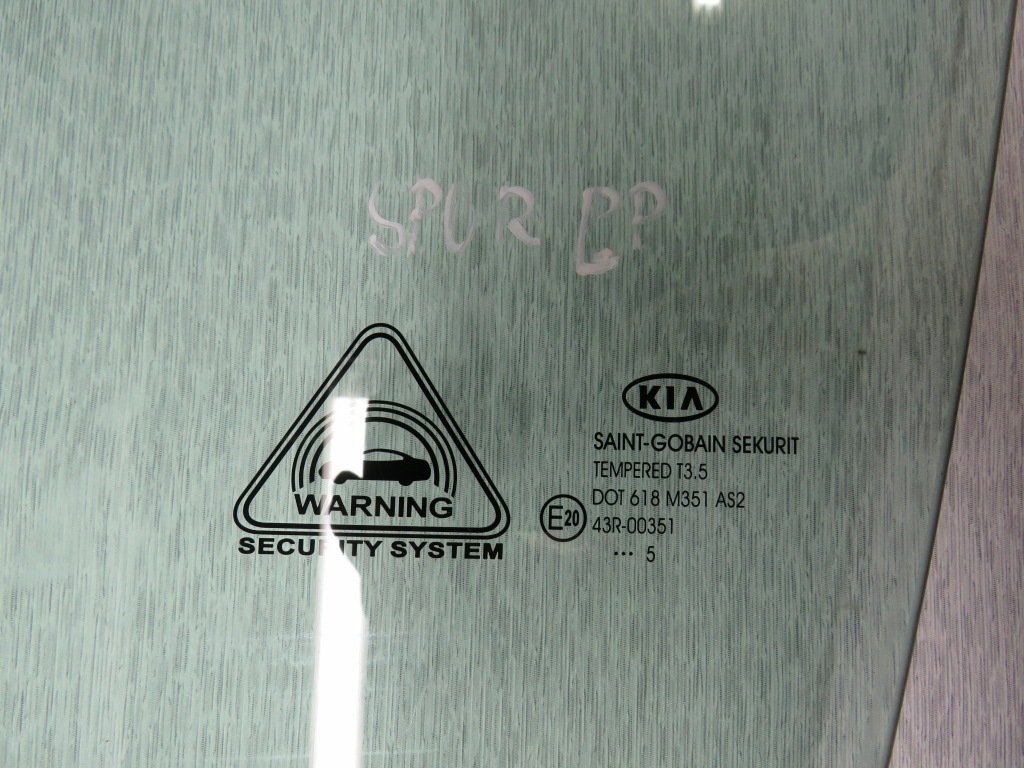 SPUR PP
WARNING
SECURITY SYSTEM
KIA
SAINT-GOBAIN SEKURIT
TEMPERED T3.5
DOT 618 M351 AS2
E20 43R-00351
··· 5